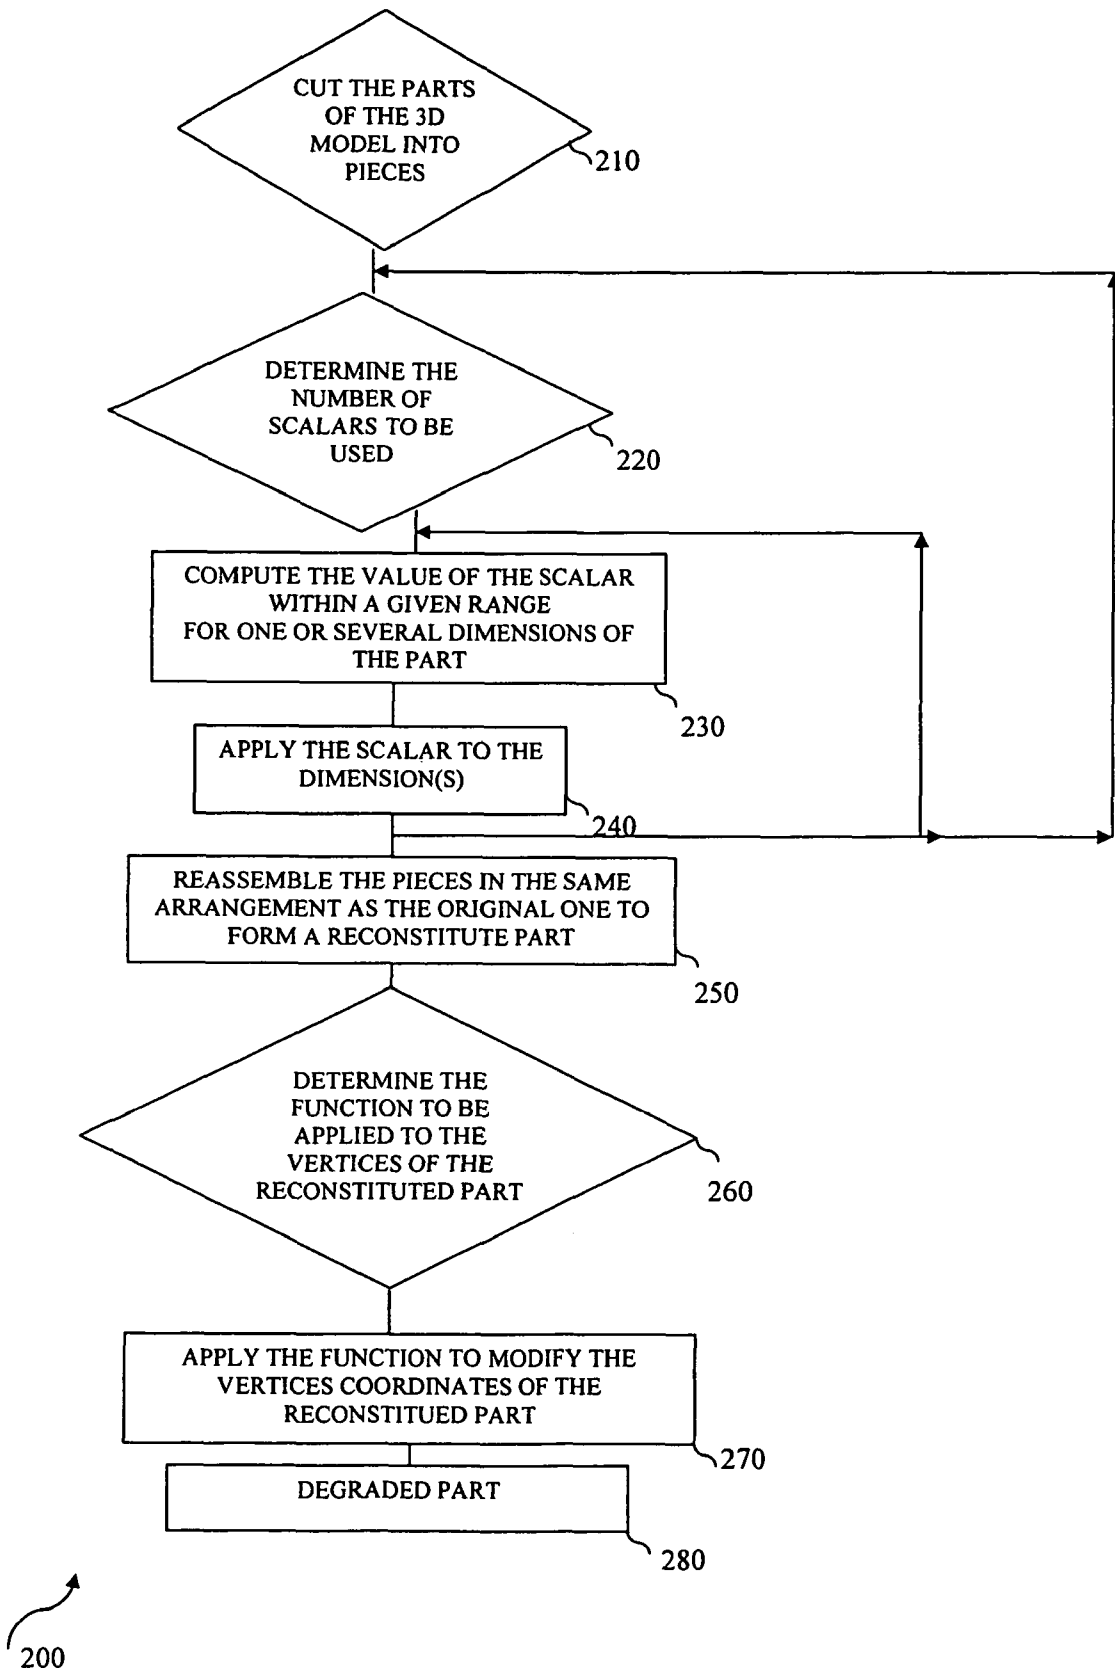 CUT THE PARTS
OF THE 3D
MODEL INTO
PIECES
210
DETERMINE THE
NUMBER OF
SCALARS TO BE
USED
220
COMPUTE THE VALUE OF THE SCALAR
WITHIN A GIVEN RANGE
FOR ONE OR SEVERAL DIMENSIONS OF
THE PART
230
APPLY THE SCALAR TO THE
DIMENSION(S)
240
REASSEMBLE THE PIECES IN THE SAME
ARRANGEMENT AS THE ORIGINAL ONE TO
FORM A RECONSTITUTE PART
250
DETERMINE THE
FUNCTION TO BE
APPLIED TO THE
VERTICES OF THE
RECONSTITUTED PART
260
APPLY THE FUNCTION TO MODIFY THE
VERTICES COORDINATES OF THE
RECONSTITUED PART
270
DEGRADED PART
280
200